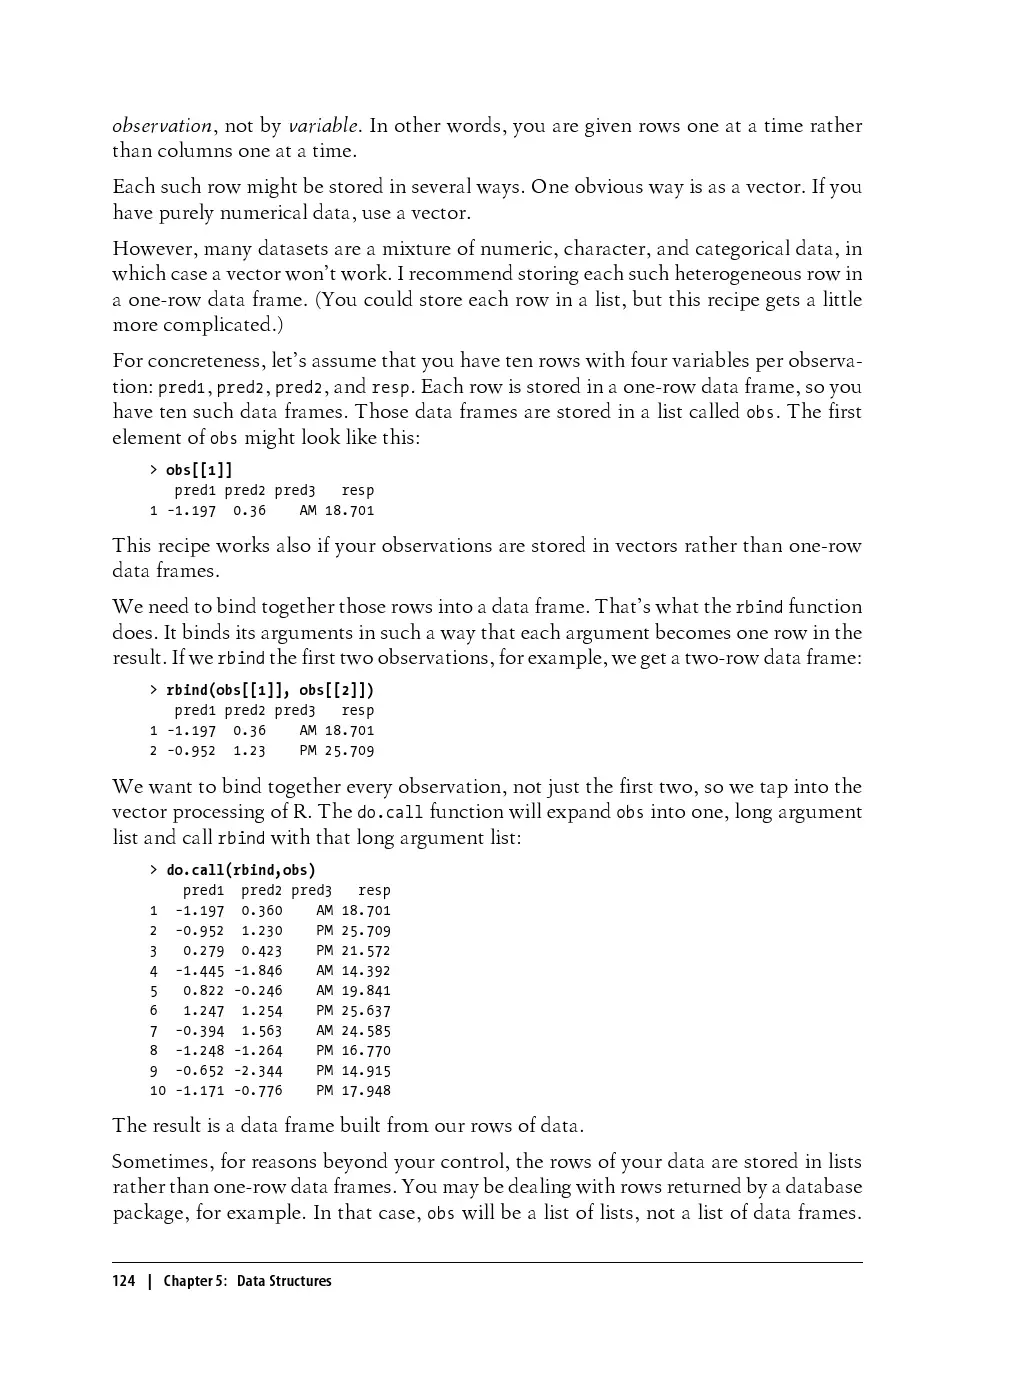 observation, not by variable. In other words, you are given rows one at a time rather
than columns one at a time.
Each such row might be stored in several ways. One obvious way is as a vector. If you
have purely numerical data, use a vector.
However, many datasets are a mixture of numeric, character, and categorical data, in
which case a vector won’t work. I recommend storing each such heterogeneous row in
a one-row data frame. (You could store each row in a list, but this recipe gets a little
more complicated.)
For concreteness, let’s assume that you have ten rows with four variables per observa-
tion: pred1, pred2, pred2, and resp. Each row is stored in a one-row data frame, so you
have ten such data frames. Those data frames are stored in a list called obs. The first
element of obs might look like this:
> obs[[1]]
   pred1 pred2 pred3   resp
1 -1.197  0.36    AM 18.701
This recipe works also if your observations are stored in vectors rather than one-row
data frames.
We need to bind together those rows into a data frame. That’s what the rbind function
does. It binds its arguments in such a way that each argument becomes one row in the
result. If we rbind the first two observations, for example, we get a two-row data frame:
> rbind(obs[[1]], obs[[2]])
   pred1 pred2 pred3   resp
1 -1.197  0.36    AM 18.701
2 -0.952  1.23    PM 25.709
We want to bind together every observation, not just the first two, so we tap into the
vector processing of R. The do.call function will expand obs into one, long argument
list and call rbind with that long argument list:
> do.call(rbind,obs)
    pred1  pred2 pred3   resp
1  -1.197  0.360    AM 18.701
2  -0.952  1.230    PM 25.709
3   0.279  0.423    PM 21.572
4  -1.445 -1.846    AM 14.392
5   0.822 -0.246    AM 19.841
6   1.247  1.254    PM 25.637
7  -0.394  1.563    AM 24.585
8  -1.248 -1.264    PM 16.770
9  -0.652 -2.344    PM 14.915
10 -1.171 -0.776    PM 17.948
The result is a data frame built from our rows of data.
Sometimes, for reasons beyond your control, the rows of your data are stored in lists
rather than one-row data frames. You may be dealing with rows returned by a database
package, for example. In that case, obs will be a list of lists, not a list of data frames.
124 | Chapter 5: Data Structures